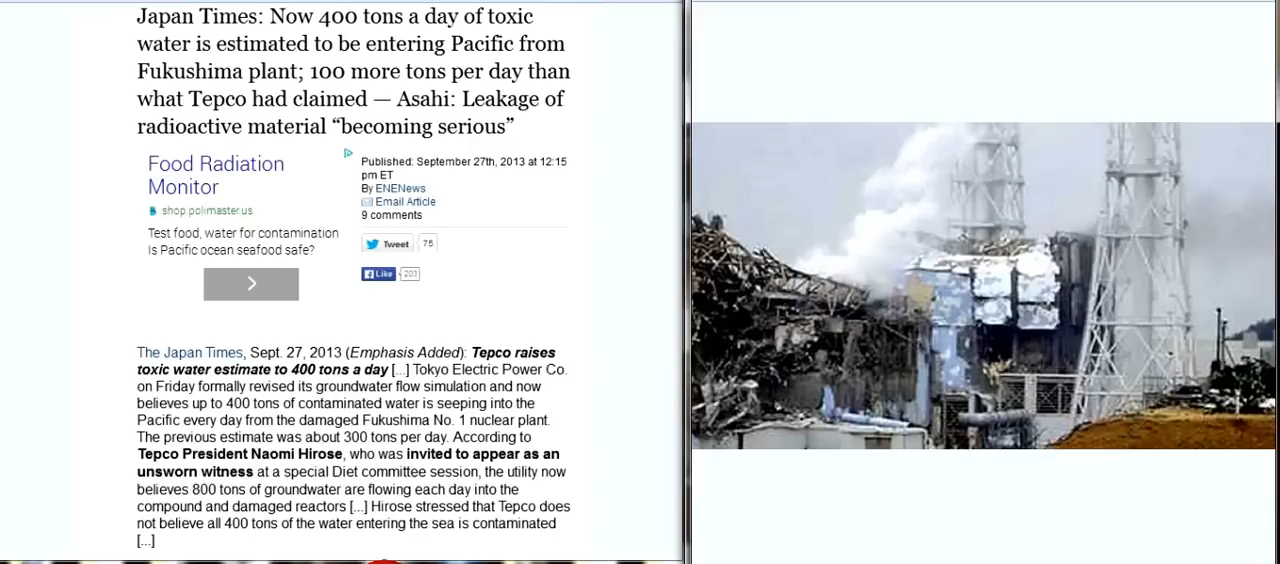 Japan Times: Now 400 tons a day of toxic
water is estimated to be entering Pacific from
Fukushima plant; 100 more tons per day than
what Tepco had claimed — Asahi: Leakage of
radioactive material “becoming serious”
Food Radiation
Monitor
shop.polimaster.us
Test food, water for contamination
Is Pacific ocean seafood safe?
Published: September 27th, 2013 at 12:15
pm ET
By ENENews
Email Article
9 comments
Tweet 75
Like 203
The Japan Times, Sept. 27, 2013 (Emphasis Added): Tepco raises
toxic water estimate to 400 tons a day [...] Tokyo Electric Power Co.
on Friday formally revised its groundwater flow simulation and now
believes up to 400 tons of contaminated water is seeping into the
Pacific every day from the damaged Fukushima No. 1 nuclear plant.
The previous estimate was about 300 tons per day. According to
Tepco President Naomi Hirose, who was invited to appear as an
unsworn witness at a special Diet committee session, the utility now
believes 800 tons of groundwater are flowing each day into the
compound and damaged reactors [...] Hirose stressed that Tepco does
not believe all 400 tons of the water entering the sea is contaminated
[...]